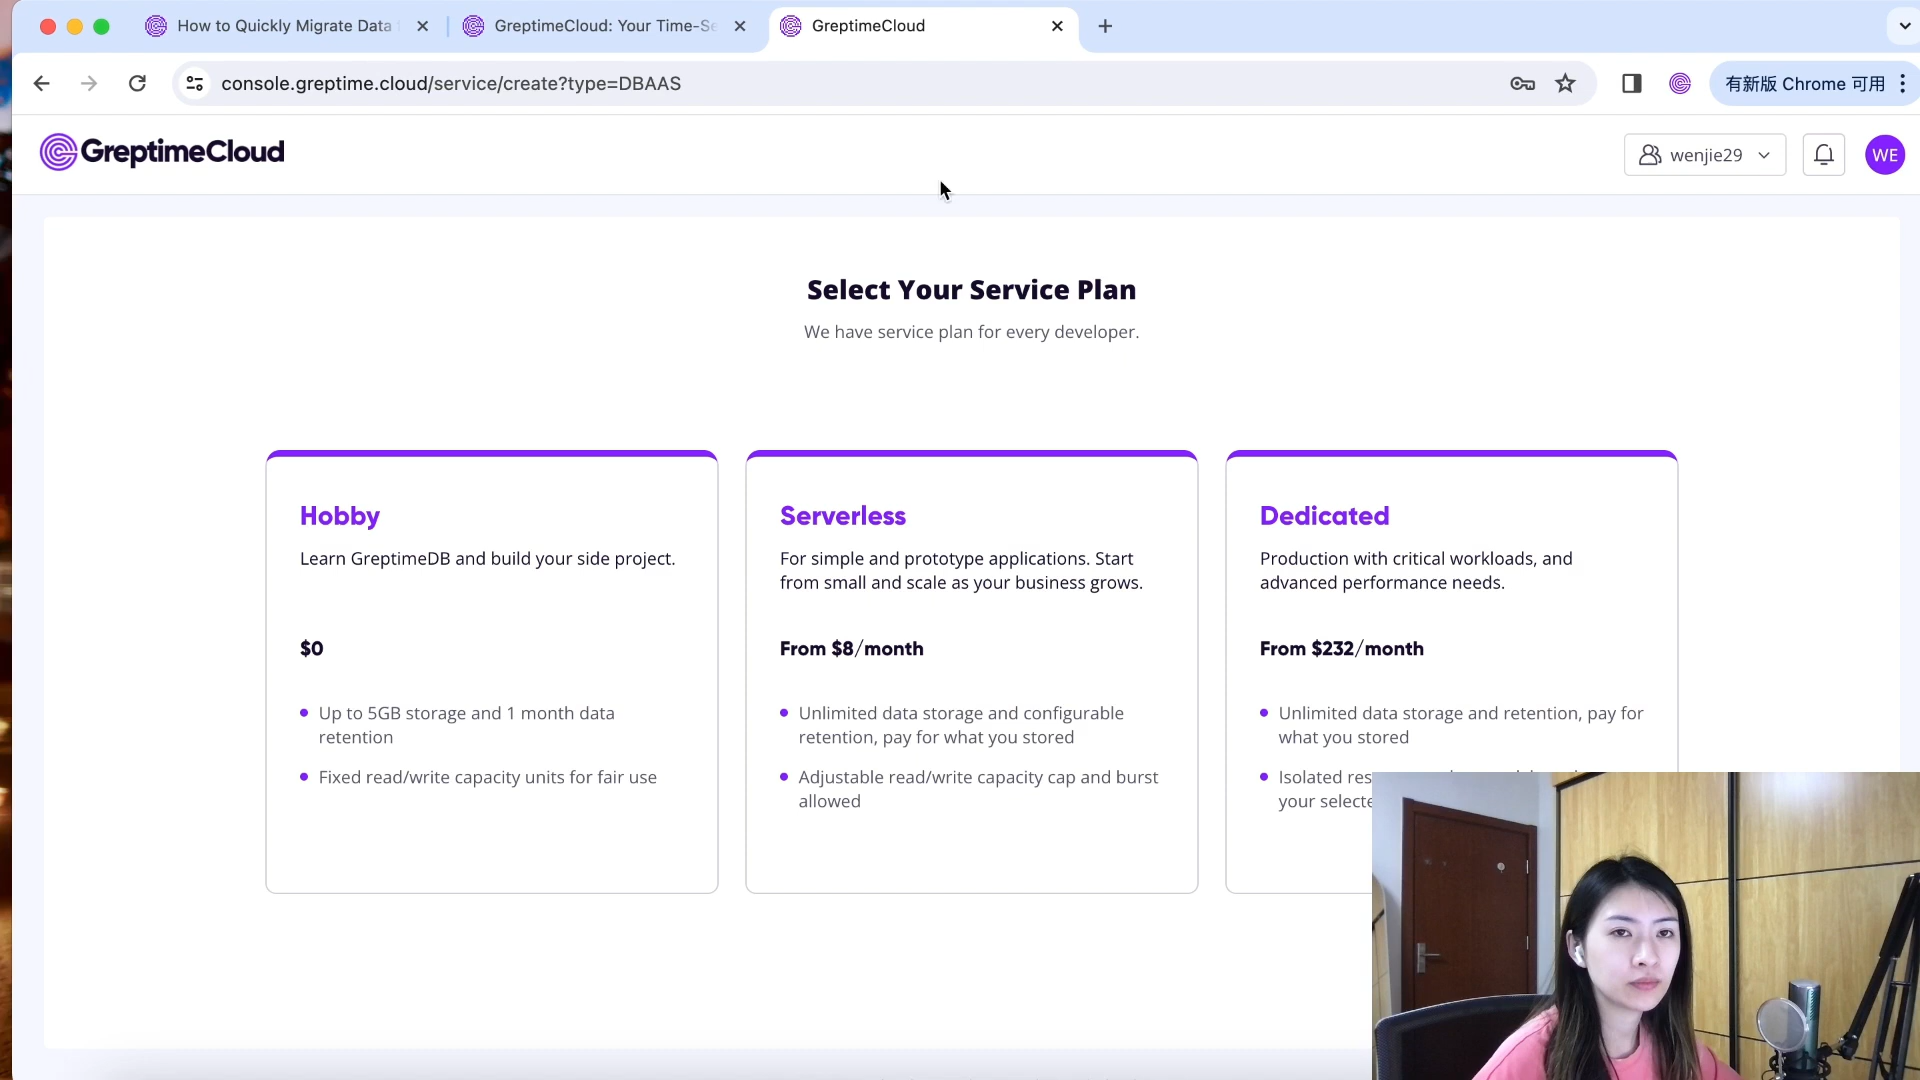 How to Quickly Migrate Data
GreptimeCloud: Your Time-Se
GreptimeCloud
console.greptime.cloud/service/create?type=DBAAS
有新版 Chrome 可用
GreptimeCloud
wenjie29
WE
Select Your Service Plan
We have service plan for every developer.
Hobby
Learn GreptimeDB and build your side project.
$0
Up to 5GB storage and 1 month data
retention
Fixed read/write capacity units for fair use
Serverless
For simple and prototype applications. Start
from small and scale as your business grows.
From $8/month
Unlimited data storage and configurable
retention, pay for what you stored
Adjustable read/write capacity cap and burst
allowed
Dedicated
Production with critical workloads, and
advanced performance needs.
From $232/month
Unlimited data storage and retention, pay for
what you stored
Isolated res
your selecte